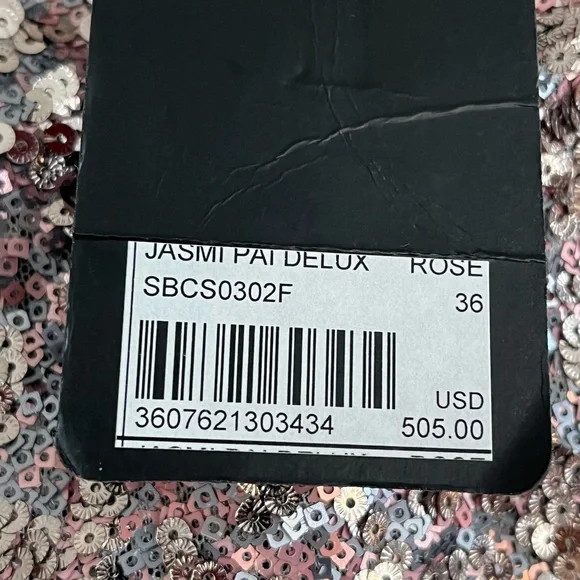 JASMI PAI DELUX ROSE
SBCS0302F 36
USD
3607621303434 505.00